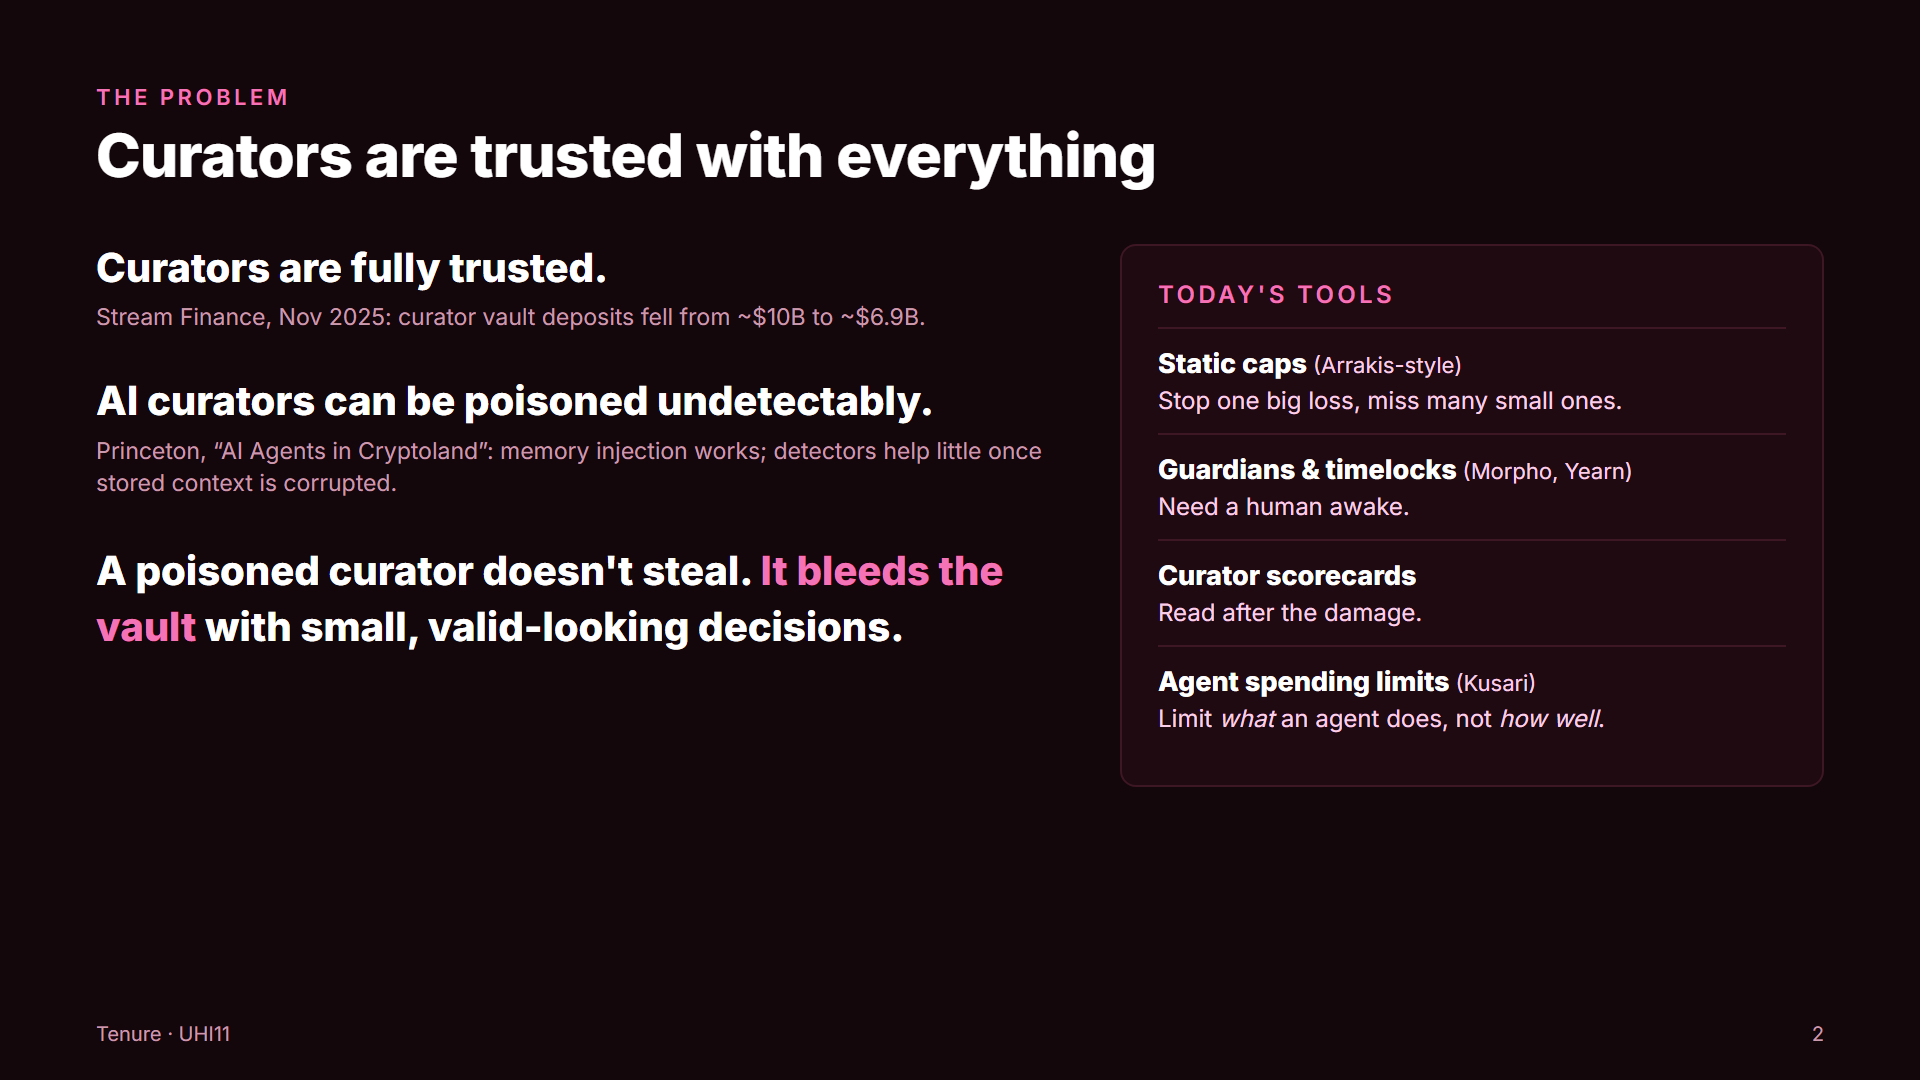 THE PROBLEM
Curators are trusted with everything
Curators are fully trusted.
Stream Finance, Nov 2025: curator vault deposits fell from ~$10B to ~$6.9B.
AI curators can be poisoned undetectably.
Princeton, “AI Agents in Cryptoland”: memory injection works; detectors help little once
stored context is corrupted.
A poisoned curator doesn't steal. It bleeds the
vault with small, valid-looking decisions.
TODAY'S TOOLS
Static caps (Arrakis-style)
Stop one big loss, miss many small ones.
Guardians & timelocks (Morpho, Yearn)
Need a human awake.
Curator scorecards
Read after the damage.
Agent spending limits (Kusari)
Limit what an agent does, not how well.
Tenure · UHI11
2